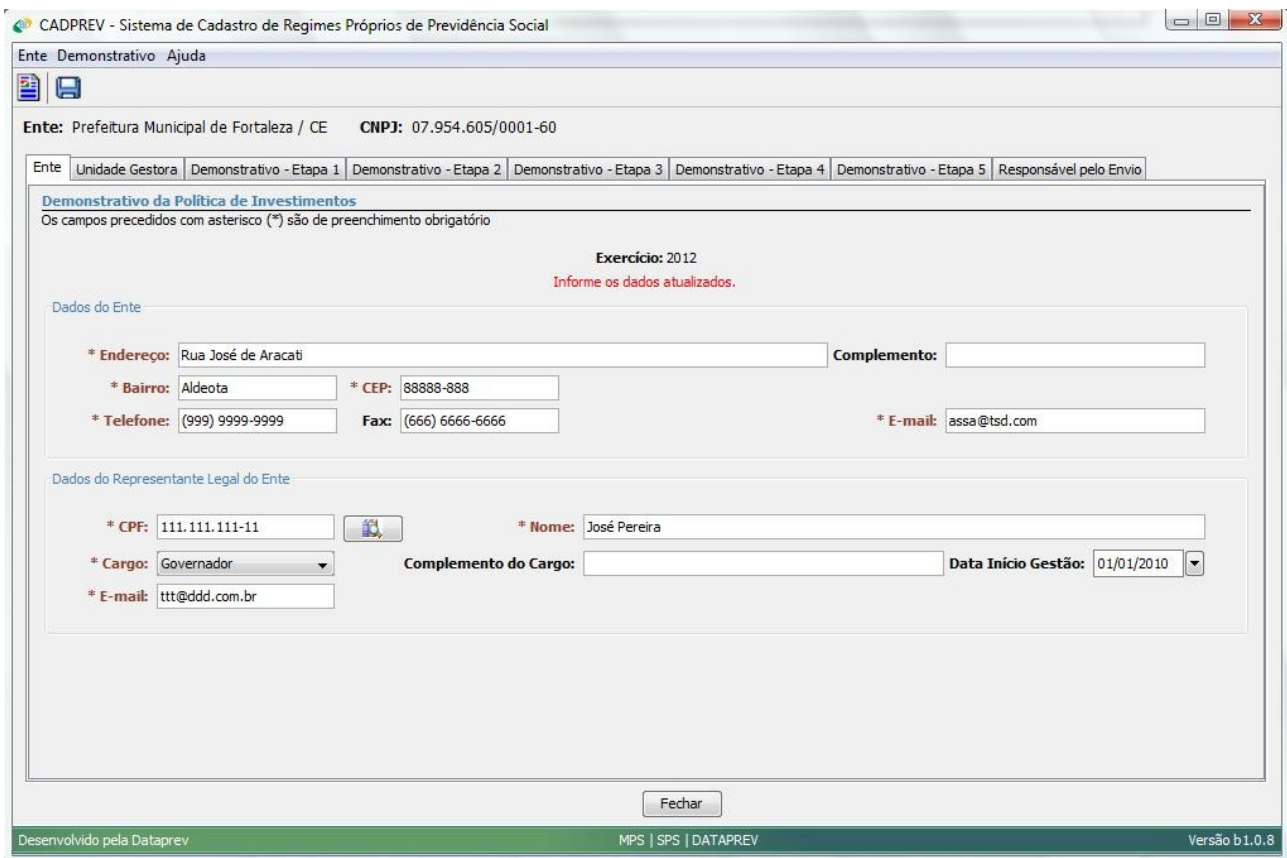 CADPREV - Sistema de Cadastro de Regimes Próprios de Previdência Social
Ente Demonstrativo Ajuda
Ente: Prefeitura Municipal de Fortaleza / CE CNPJ: 07.954.605/0001-60
Ente Unidade Gestora Demonstrativo - Etapa 1 Demonstrativo - Etapa 2 Demonstrativo - Etapa 3 Demonstrativo - Etapa 4 Demonstrativo - Etapa 5 Responsável pelo Envio
Demonstrativo da Política de Investimentos
Os campos precedidos com asterisco (*) são de preenchimento obrigatório
Exercício: 2012
Informe os dados atualizados.
Dados do Ente
* Endereço: Rua José de Aracati Complemento:
* Bairro: Aldeota * CEP: 88888-888
* Telefone: (999) 9999-9999 Fax: (666) 6666-6666 * E-mail: assa@tsd.com
Dados do Representante Legal do Ente
* CPF: 111.111.111-11 * Nome: José Pereira
* Cargo: Governador Complemento do Cargo: Data Início Gestão: 01/01/2010
* E-mail: ttt@ddd.com.br
Fechar
Desenvolvido pela Dataprev MPS | SPS | DATAPREV Versão b1.0.8